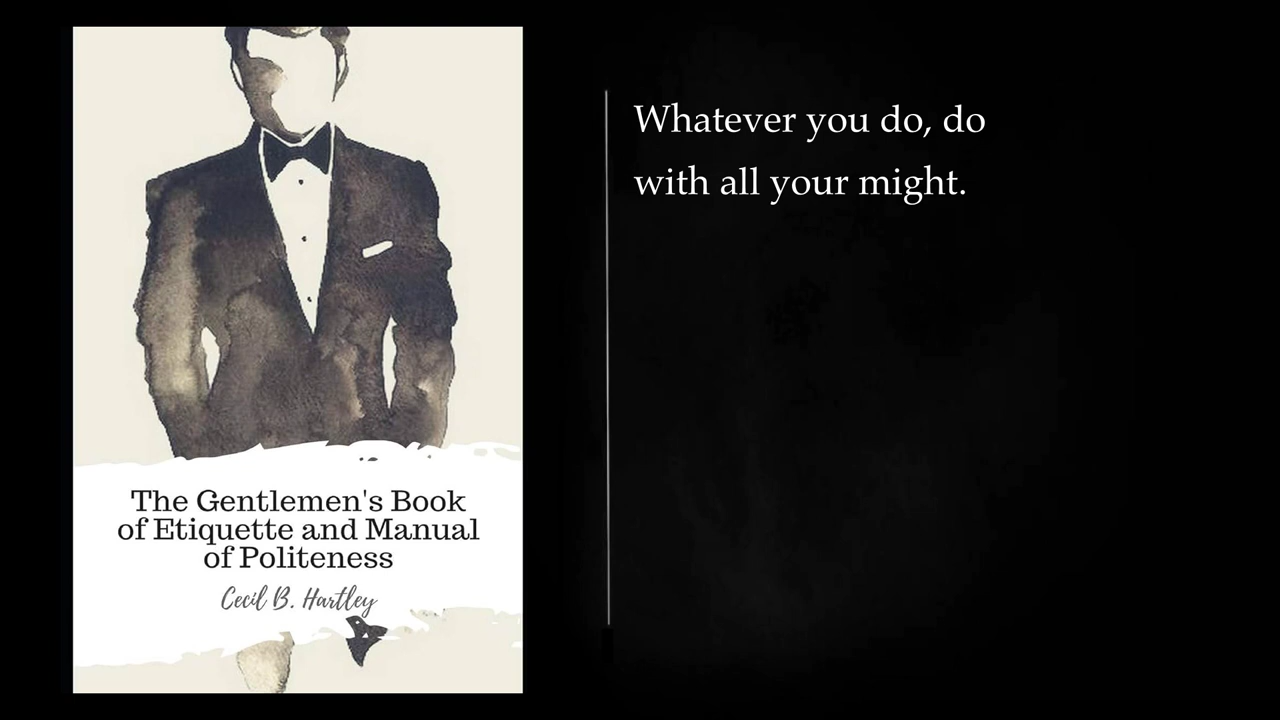 The Gentlemen's Book
of Etiquette and Manual
of Politeness
Cecil B. Hartley
Whatever you do, do
with all your might.